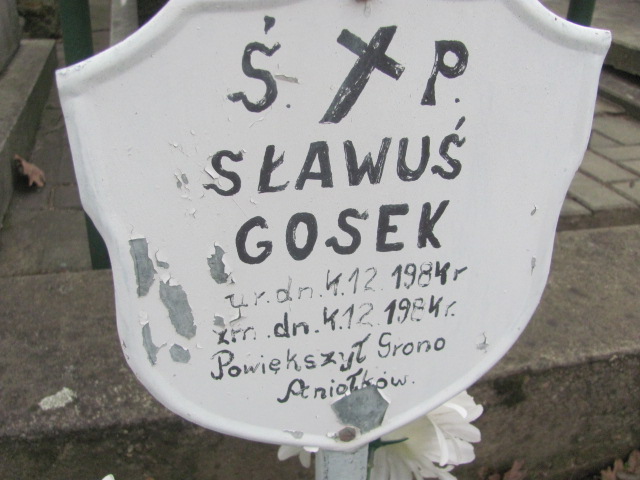 Ś. P.
SŁAWUŚ
GOSEK
ur. dn. 4.12. 1984r
zm. dn. 4.12. 1984r.
Powiększył Grono
Aniołków.